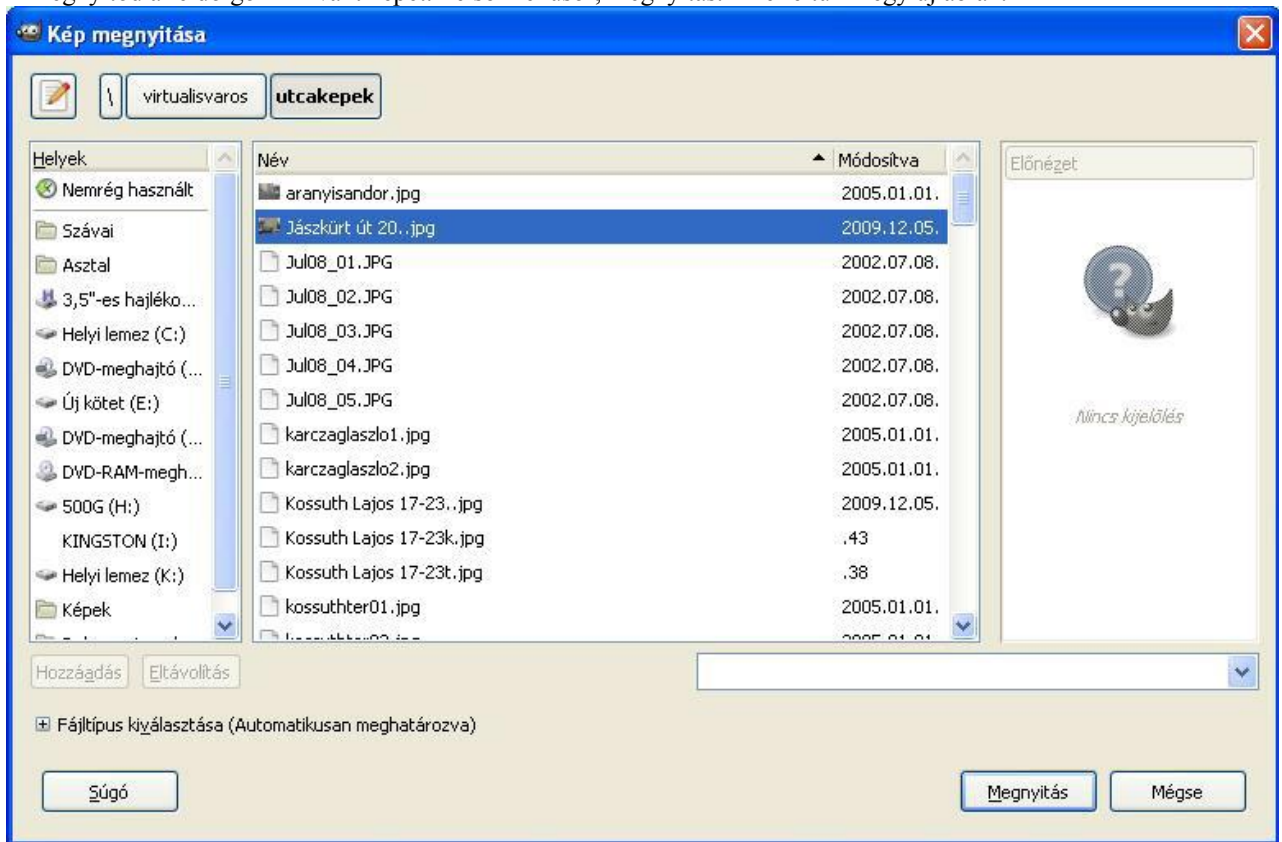 Kép megnyitása
\ virtualisvaros utcakepek
Helyek
Nemrég használt
Szávai
Asztal
3,5"-es hajléko...
Helyi lemez (C:)
DVD-meghajtó (...
Új kötet (E:)
DVD-meghajtó (...
DVD-RAM-megh...
500G (H:)
KINGSTON (I:)
Helyi lemez (K:)
Képek
Név Módosítva
aranyisandor.jpg 2005.01.01.
Jászkürt út 20..jpg 2009.12.05.
Jul08_01.JPG 2002.07.08.
Jul08_02.JPG 2002.07.08.
Jul08_03.JPG 2002.07.08.
Jul08_04.JPG 2002.07.08.
Jul08_05.JPG 2002.07.08.
karczaglaszlo1.jpg 2005.01.01.
karczaglaszlo2.jpg 2005.01.01.
Kossuth Lajos 17-23..jpg 2009.12.05.
Kossuth Lajos 17-23k.jpg .43
Kossuth Lajos 17-23t.jpg .38
kossuthter01.jpg 2005.01.01.
Előnézet
Nincs kijelölés
Hozzáadás Eltávolítás
Fájltípus kiválasztása (Automatikusan meghatározva)
Súgó Megnyitás Mégse